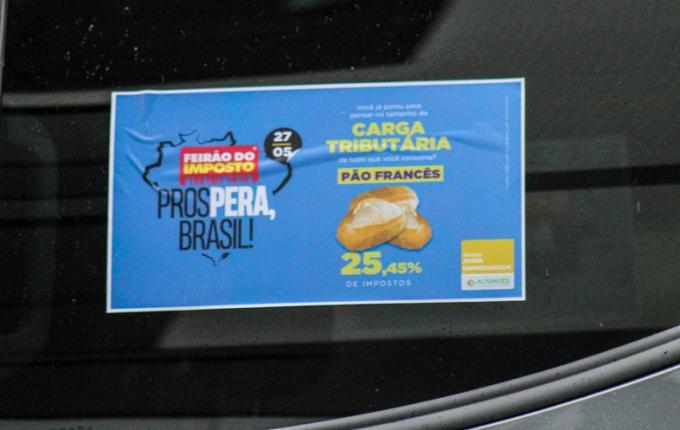 27
05
FEIRÃO DO
IMPOSTO
PROSPERA,
BRASIL!
Você já parou para
pensar no tamanho da
CARGA
TRIBUTÁRIA
de tudo que você consome?
PÃO FRANCÊS
25,45%
DE IMPOSTOS
NÚCLEO
JOVEM
EMPREENDEDOR